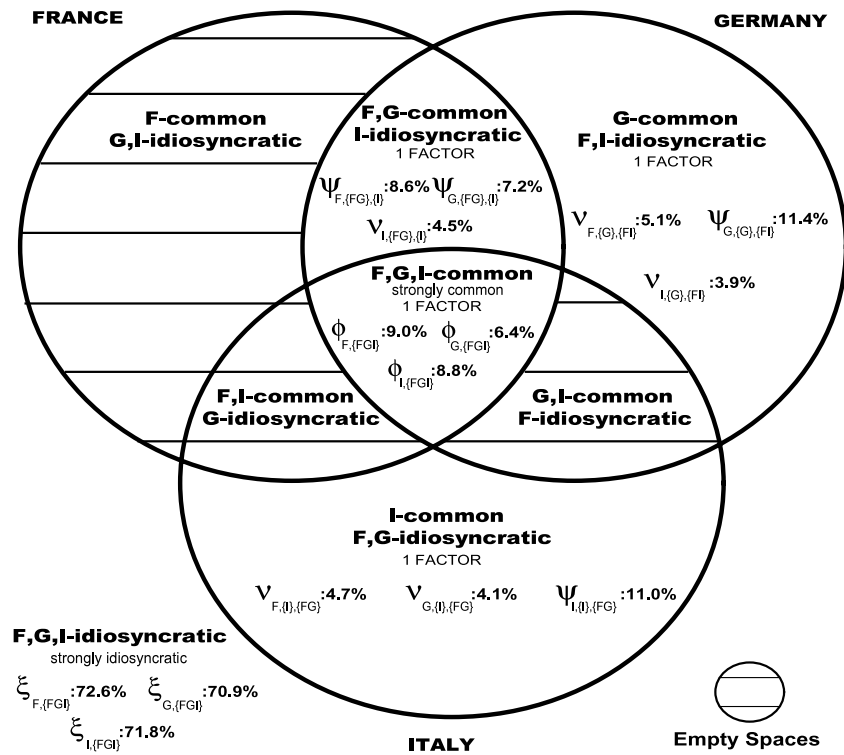 FRANCE
GERMANY
F-common
G,I-idiosyncratic
F,G-common
I-idiosyncratic
1 FACTOR
ψF,{FG},{I}:8.6% ψG,{FG},{I}:7.2%
νI,{FG},{I}:4.5%
G-common
F,I-idiosyncratic
1 FACTOR
νF,{G},{FI}:5.1% ψG,{G},{FI}:11.4%
νI,{G},{FI}:3.9%
F,G,I-common
strongly common
1 FACTOR
ϕF,{FGI}:9.0% ϕG,{FGI}:6.4%
ϕI,{FGI}:8.8%
F,I-common
G-idiosyncratic
G,I-common
F-idiosyncratic
I-common
F,G-idiosyncratic
1 FACTOR
νF,{I},{FG}:4.7% νG,{I},{FG}:4.1% ψI,{I},{FG}:11.0%
F,G,I-idiosyncratic
strongly idiosyncratic
ξF,{FGI}:72.6% ξG,{FGI}:70.9%
ξI,{FGI}:71.8%
ITALY
Empty Spaces